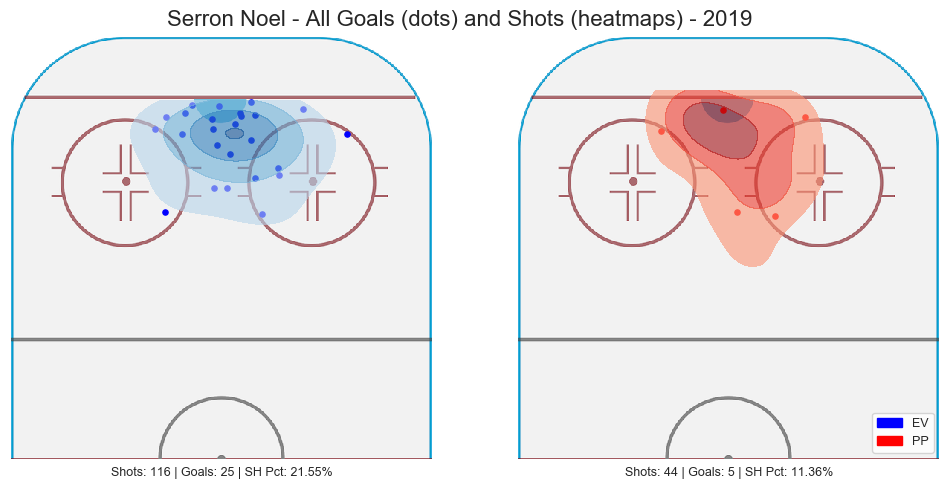 Serron Noel - All Goals (dots) and Shots (heatmaps) - 2019
EV
PP
Shots: 116 | Goals: 25 | SH Pct: 21.55%
Shots: 44 | Goals: 5 | SH Pct: 11.36%